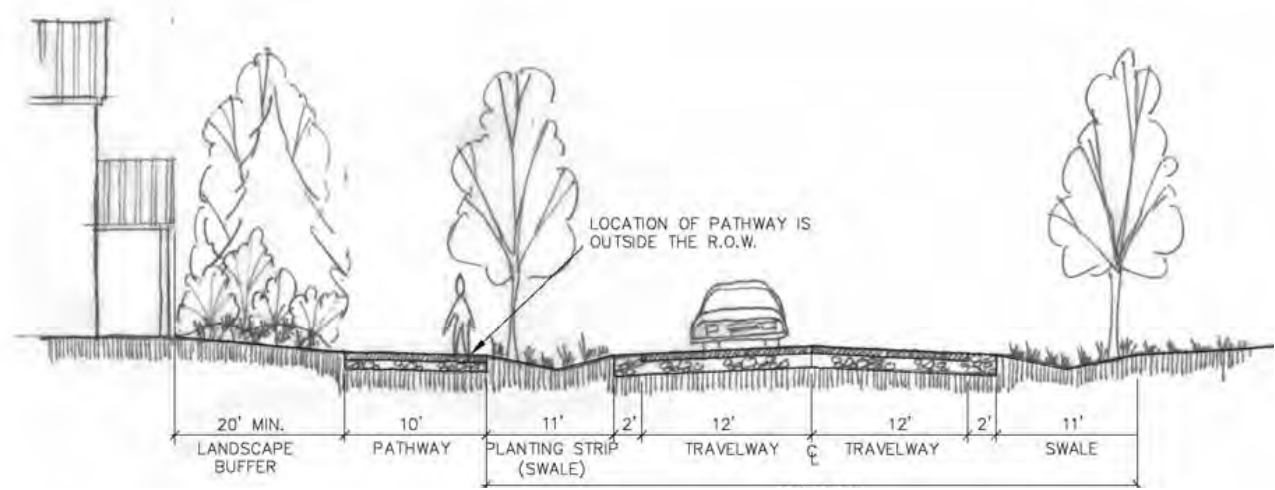 LOCATION OF PATHWAY IS
OUTSIDE THE R.O.W.
20' MIN.
10'
11'
2'
12'
12'
2'
11'
LANDSCAPE
BUFFER
PATHWAY
PLANTING STRIP
(SWALE)
TRAVELWAY
℄
TRAVELWAY
SWALE